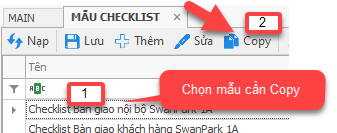 MAIN MẪU CHECKLIST ×
2
Nạp Lưu Thêm Sửa Copy
Tên
ABC
1
Chọn mẫu cần Copy
Checklist Bàn giao nội bộ SwanPark 1A
Checklist Bàn giao khách hàng SwanPark 1A